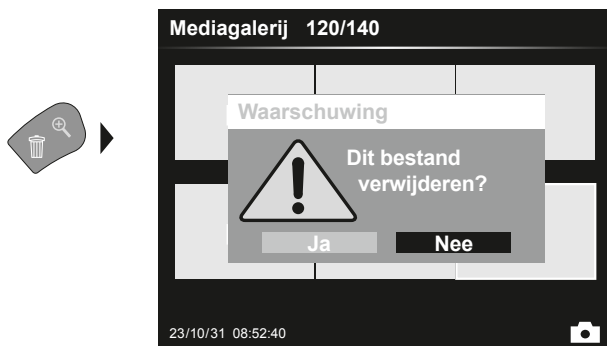 Mediagalerij 120/140
Waarschuwing
Dit bestand
verwijderen?
Ja Nee
23/10/31 08:52:40